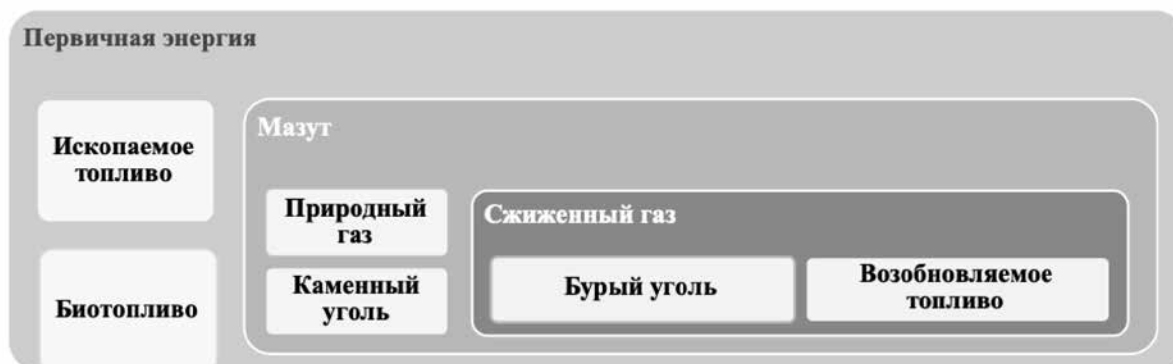 Первичная энергия
Ископаемое
топливо
Биотопливо
Мазут
Природный
газ
Каменный
уголь
Сжиженный газ
Бурый уголь
Возобновляемое
топливо